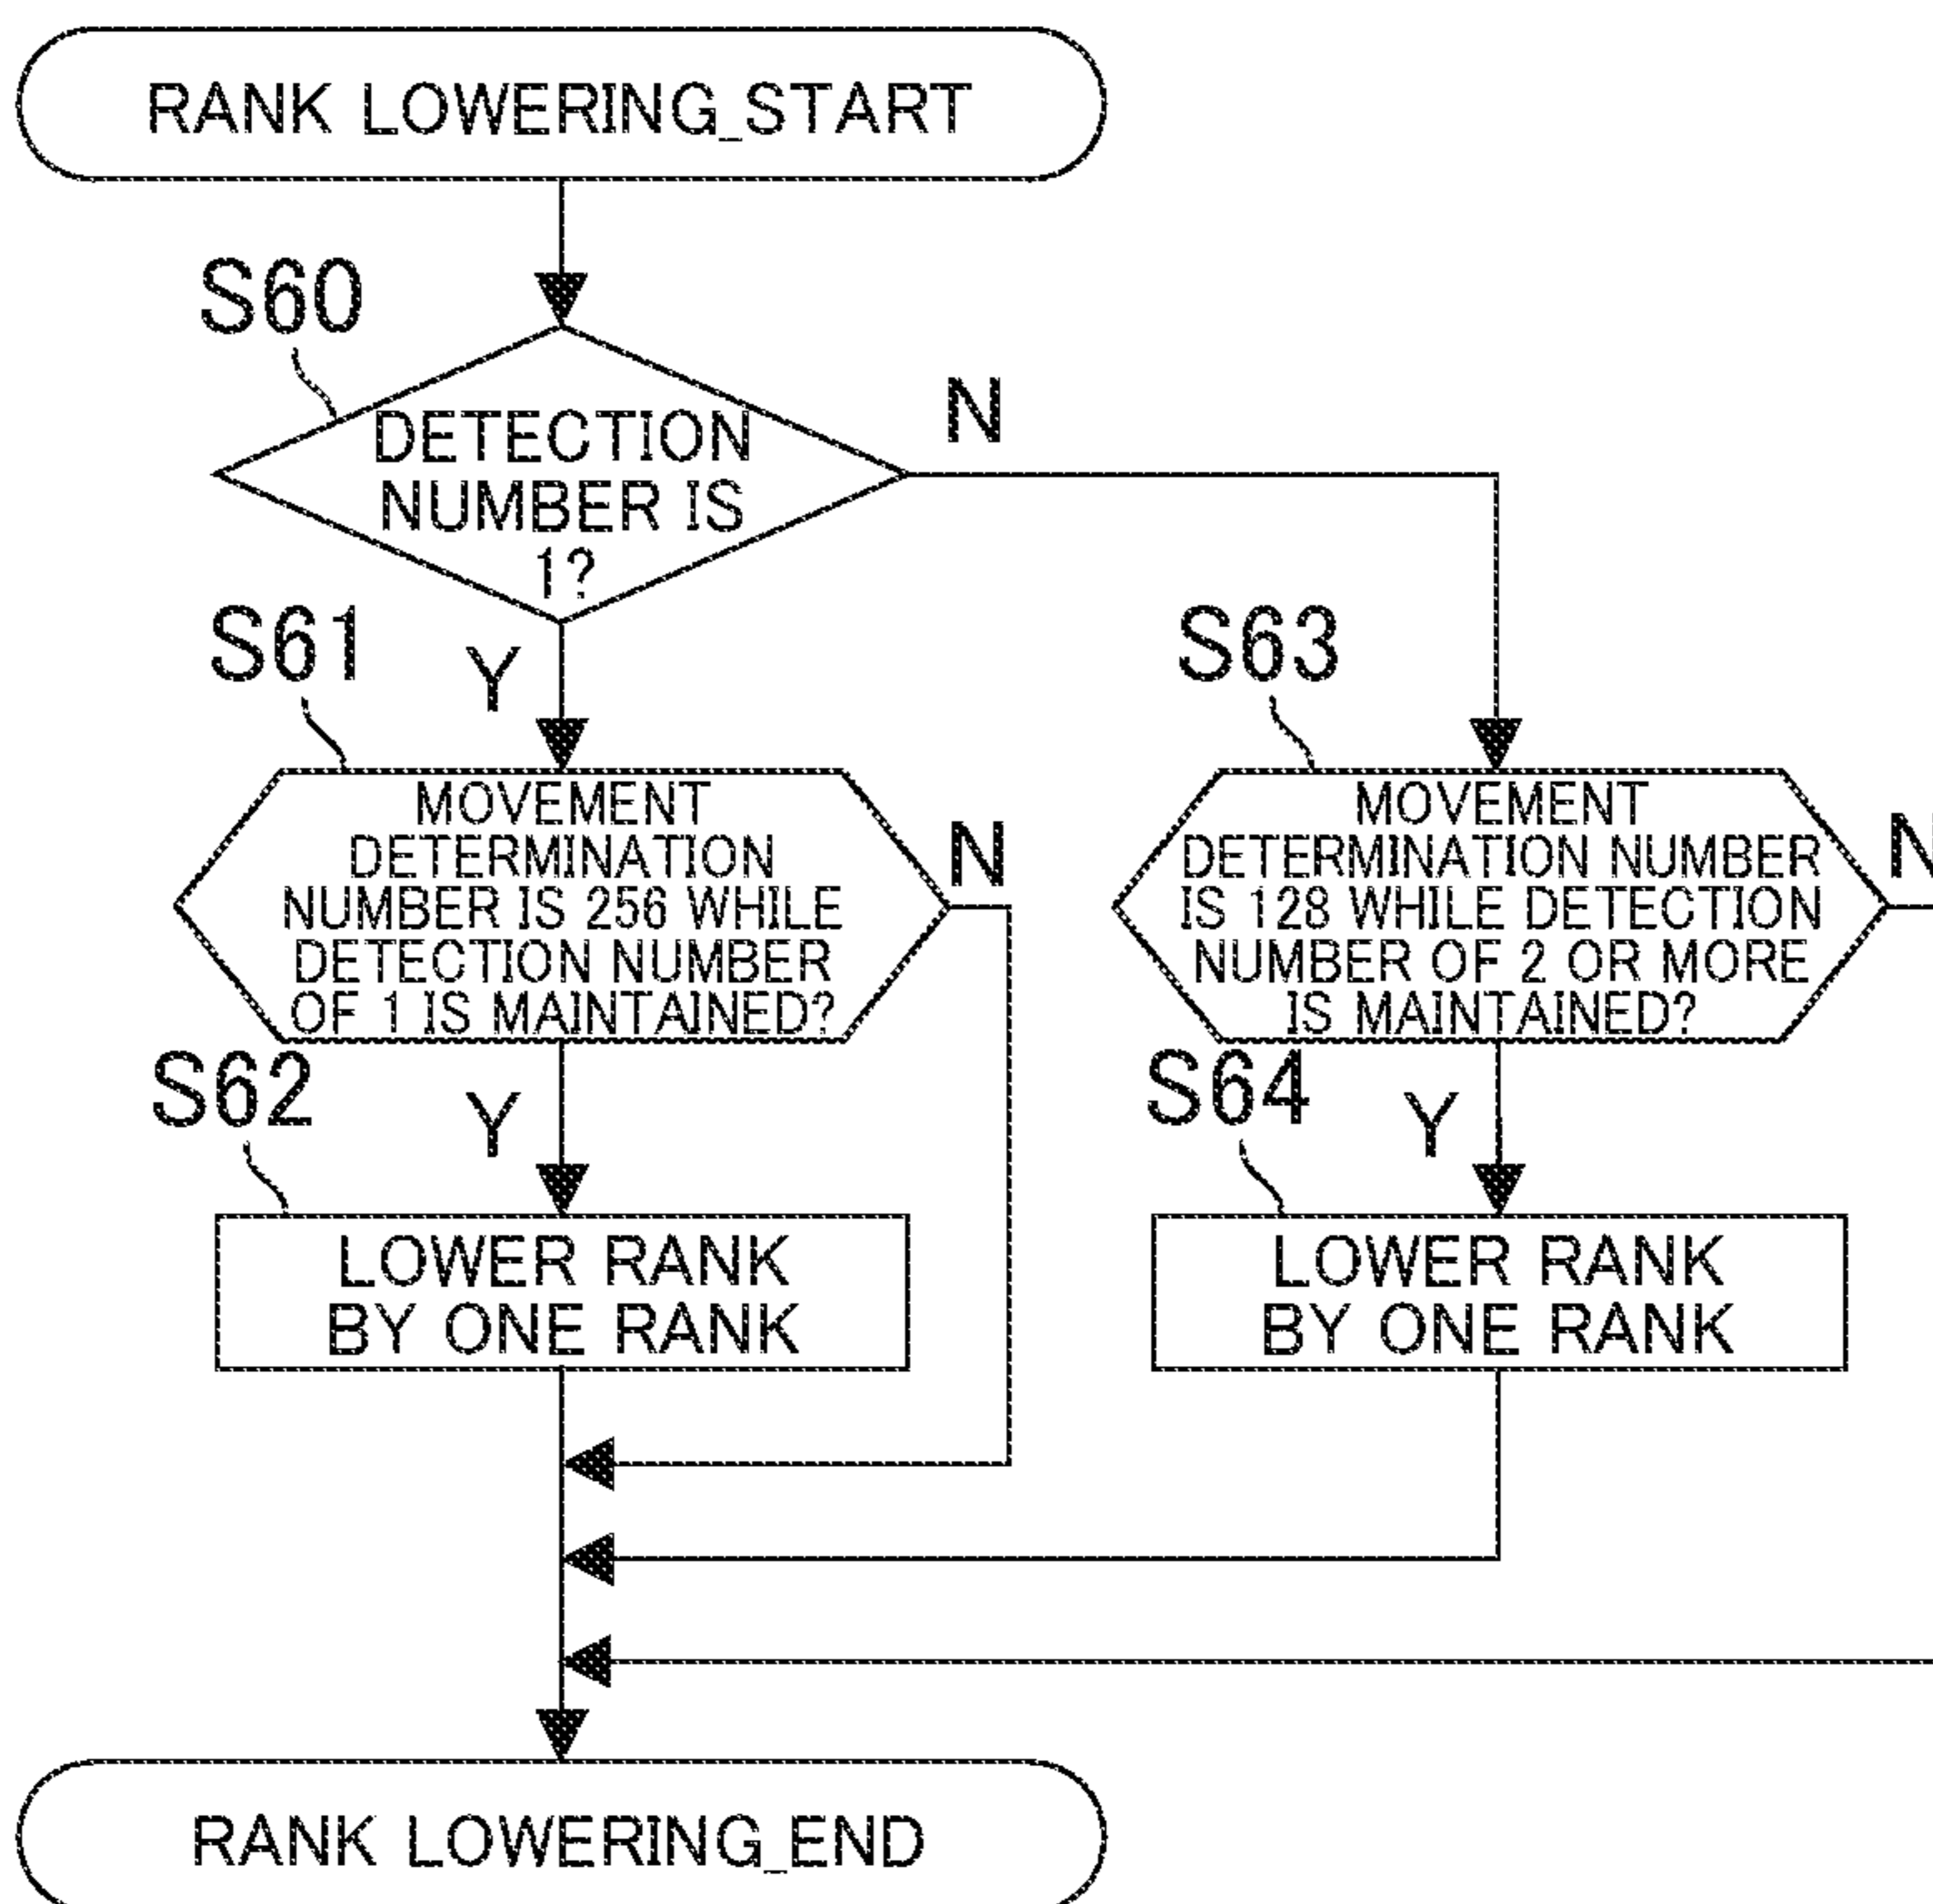 RANK LOWERING_START
S60
DETECTION
NUMBER IS
1?
N
S61
Y
MOVEMENT
DETERMINATION
NUMBER IS 256 WHILE
DETECTION NUMBER
OF 1 IS MAINTAINED?
N
S63
MOVEMENT
DETERMINATION NUMBER
IS 128 WHILE DETECTION
NUMBER OF 2 OR MORE
IS MAINTAINED?
N
S62
Y
LOWER RANK
BY ONE RANK
S64
Y
LOWER RANK
BY ONE RANK
RANK LOWERING_END